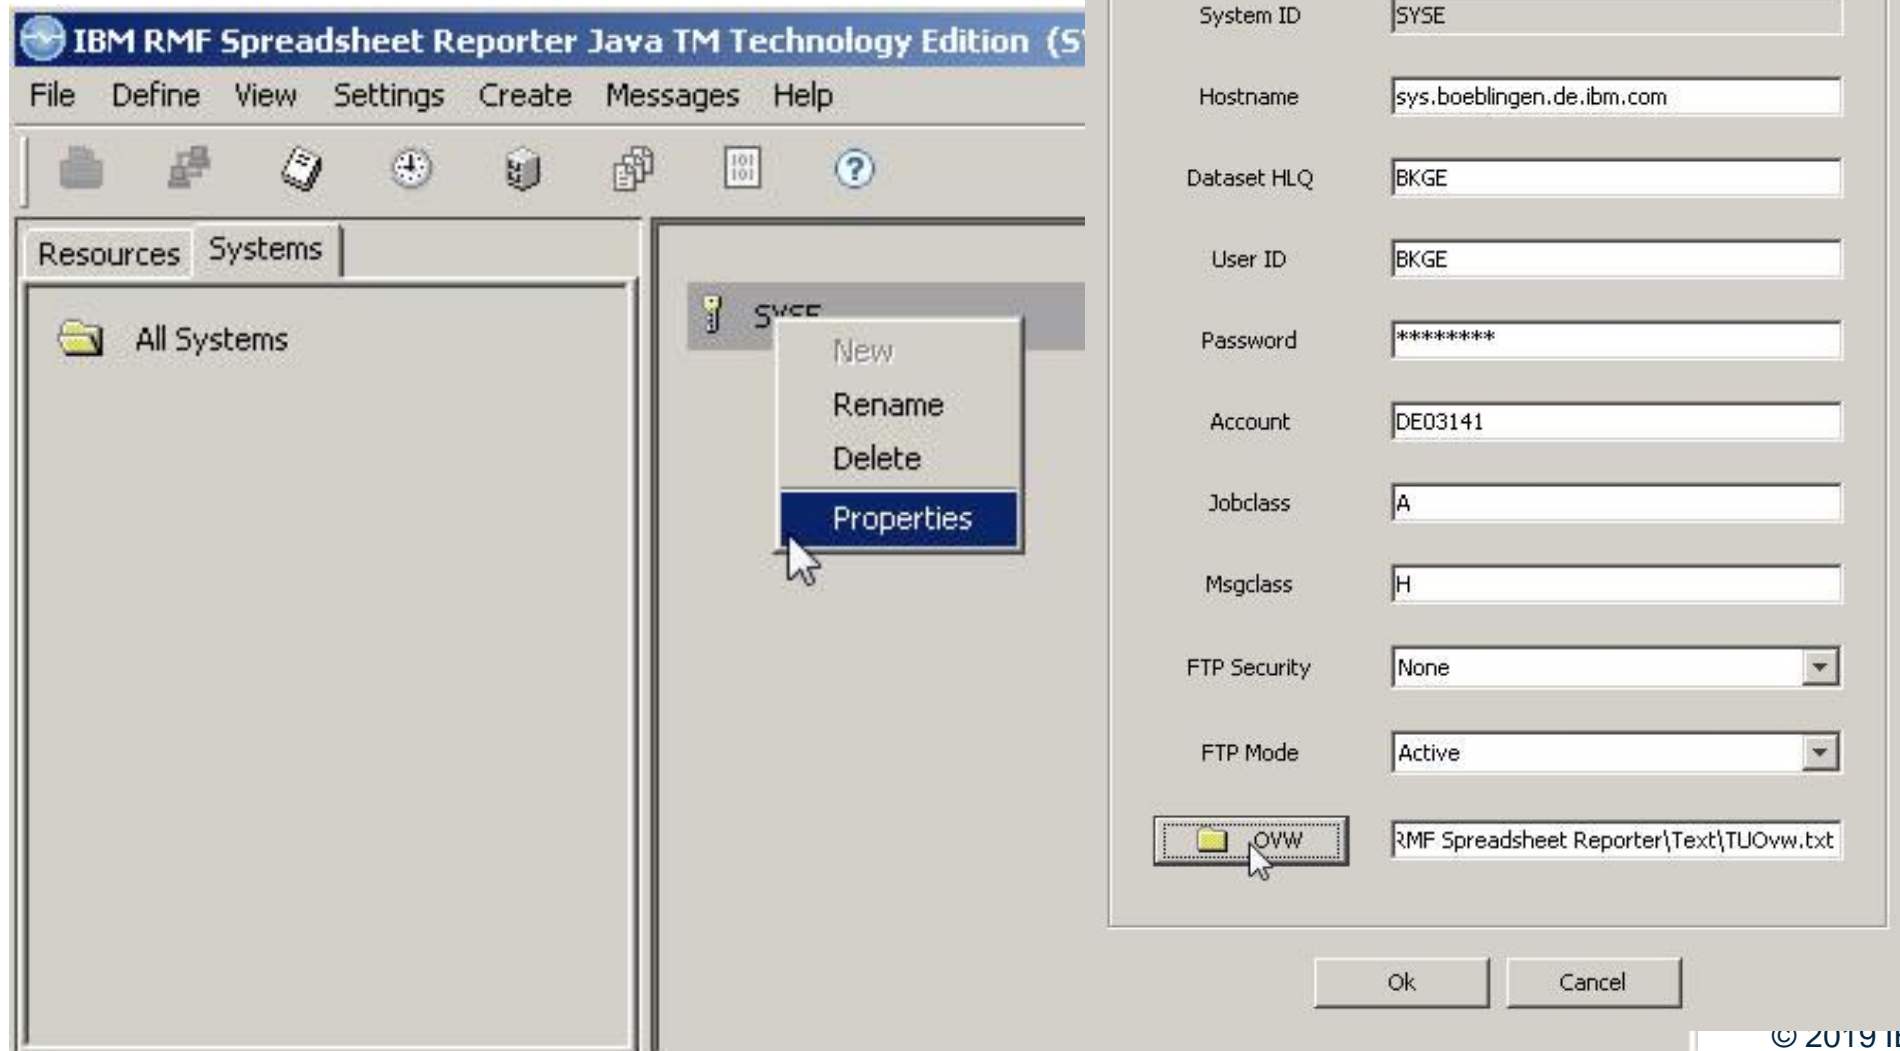 IBM RMF Spreadsheet Reporter Java TM Technology Edition (S
File Define View Settings Create Messages Help
Resources Systems
All Systems
SYSE
New
Rename
Delete
Properties
System ID SYSE
Hostname sys.boeblingen.de.ibm.com
Dataset HLQ BKGE
User ID BKGE
Password ********
Account DE03141
Jobclass A
Msgclass H
FTP Security None
FTP Mode Active
OVW RMF Spreadsheet Reporter\Text\TUOvw.txt
Ok Cancel
© 2019 I